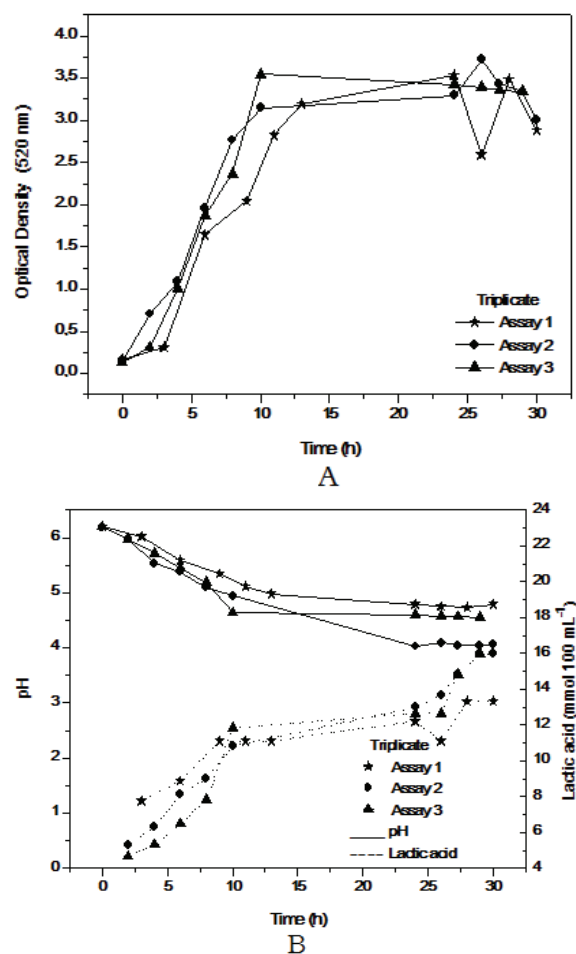 4.0
3.5
3.0
2.5
2.0
1.5
1.0
0.5
0.0
Optical Density (520 nm)
Triplicate
Assay 1
Assay 2
Assay 3
0 5 10 15 20 25 30
Time (h)
A
6
5
4
3
2
1
0
pH
24
22
20
18
16
14
12
10
8
6
4
Lactic acid (mmol 100 mL⁻¹)
Triplicate
Assay 1
Assay 2
Assay 3
pH
Lactic acid
0 5 10 15 20 25 30
Time (h)
B